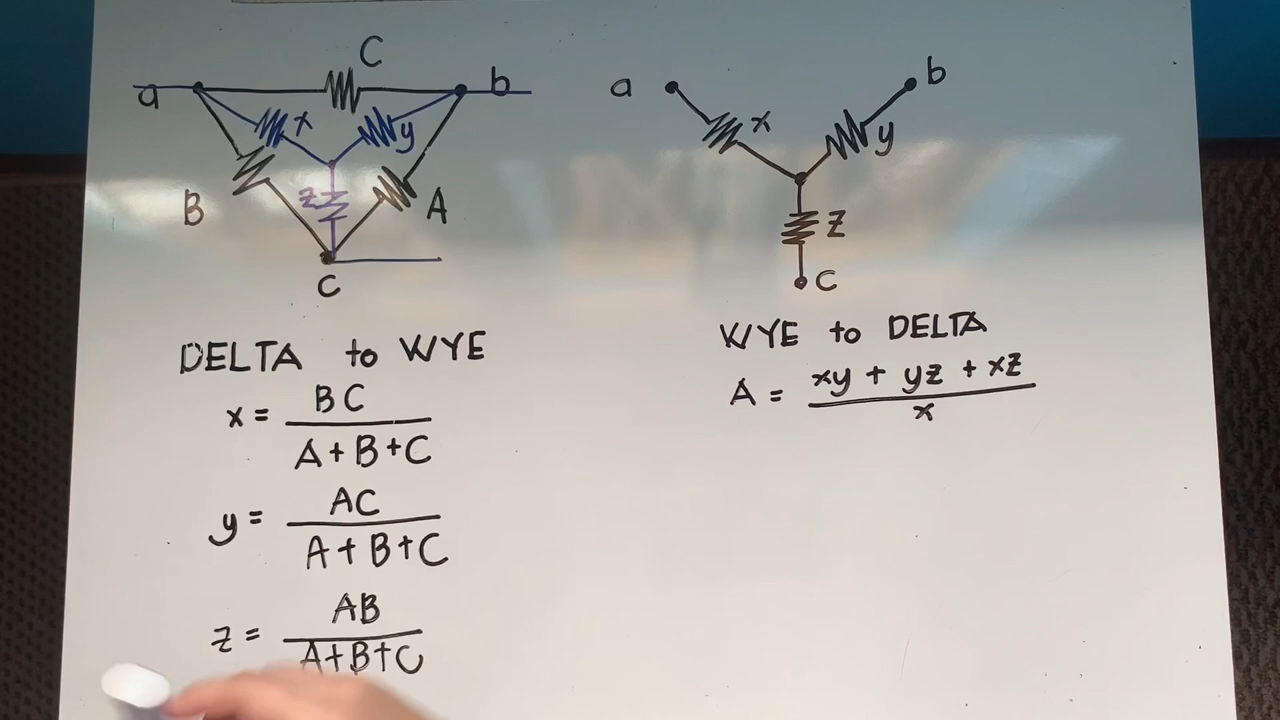 C
a
b
x
y
B
z
A
C
DELTA to WYE
x = BC / A+B+C
y = AC / A+B+C
z = AB / A+B+C
a
b
x
y
z
C
WYE to DELTA
A = xy + yz + xz / x